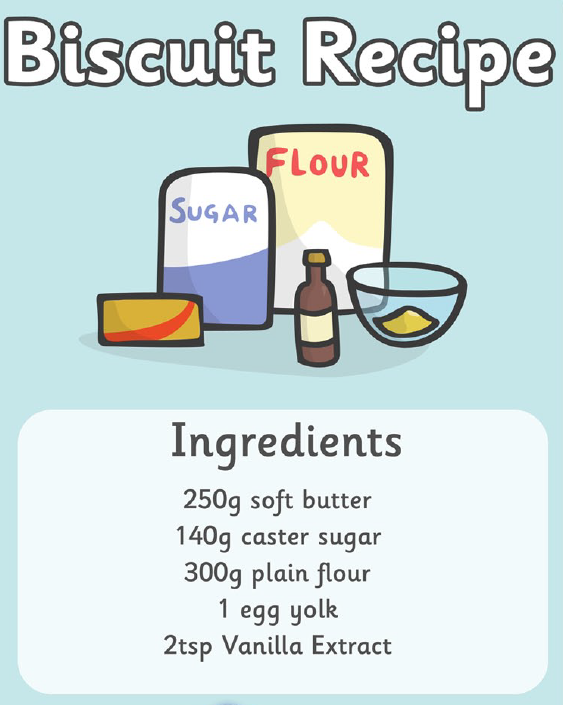 Biscuit Recipe
FLOUR
SUGAR
Ingredients
250g soft butter
140g caster sugar
300g plain flour
1 egg yolk
2tsp Vanilla Extract